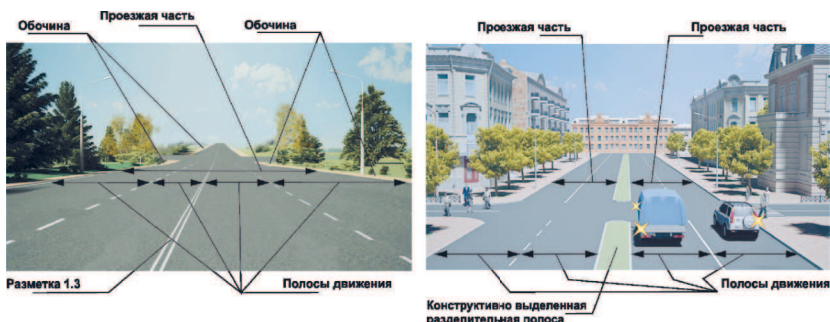 Обочина
Проезжая часть
Обочина
Разметка 1.3
Полосы движения
Проезжая часть
Проезжая часть
Полосы движения
Конструктивно выделенная
разделительная полоса